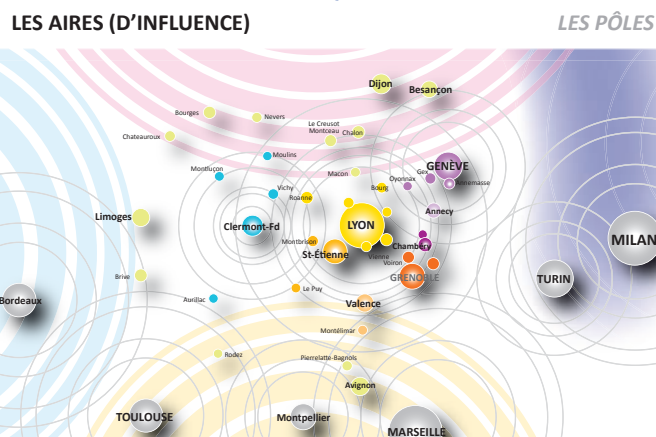 LES AIRES (D'INFLUENCE)
LES PÔLES
Dijon
Besançon
Bourges
Nevers
Le Creusot
Montceau
Chalon
Chateauroux
Moulins
GENÈVE
Montluçon
Macon
Gex
Oyonnax
Annemasse
Bourg
Vichy
Roanne
Limoges
Annecy
Clermont-Fd
LYON
MILAN
Montbrison
Chambéry
St-Étienne
Vienne
Voiron
Brive
GRENOBLE
TURIN
Le Puy
Bordeaux
Aurillac
Valence
Montélimar
Rodez
Pierrelatte-Bagnols
Avignon
TOULOUSE
Montpellier
MARSEILLE